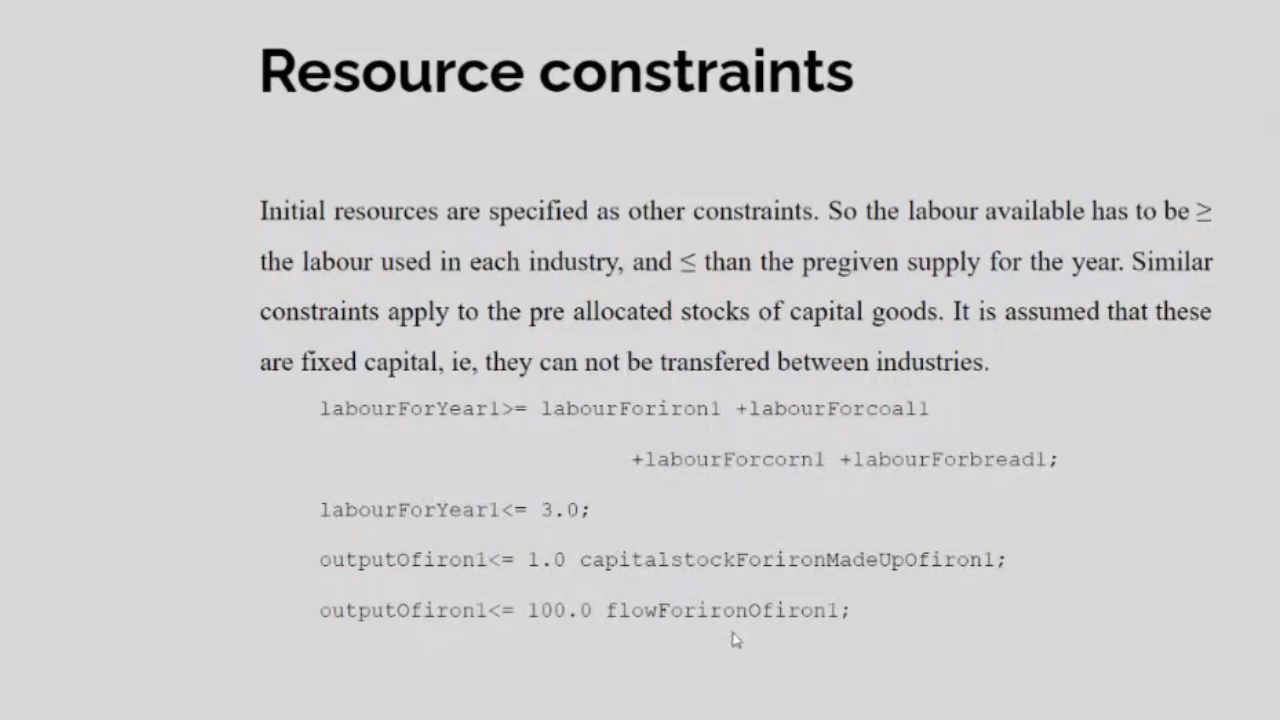 Resource constraints
Initial resources are specified as other constraints. So the labour available has to be ≥
the labour used in each industry, and ≤ than the pregiven supply for the year. Similar
constraints apply to the pre allocated stocks of capital goods. It is assumed that these
are fixed capital, ie, they can not be transfered between industries.
labourForYear1>= labourForiron1 +labourForcoal1
+labourForcorn1 +labourForbread1;
labourForYear1<= 3.0;
outputOfiron1<= 1.0 capitalstockForironMadeUpOfiron1;
outputOfiron1<= 100.0 flowForironOfiron1;